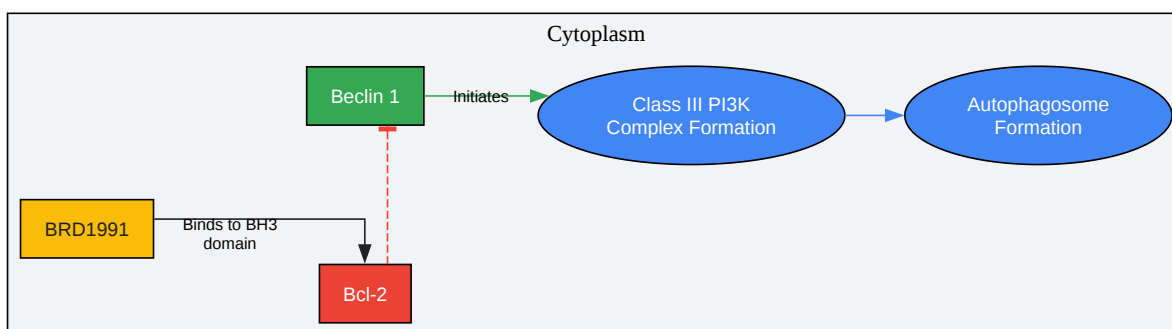 Cytoplasm
Beclin 1
Initiates
Class III PI3K
Complex Formation
Autophagosome
Formation
BRD1991
Binds to BH3
domain
Bcl-2